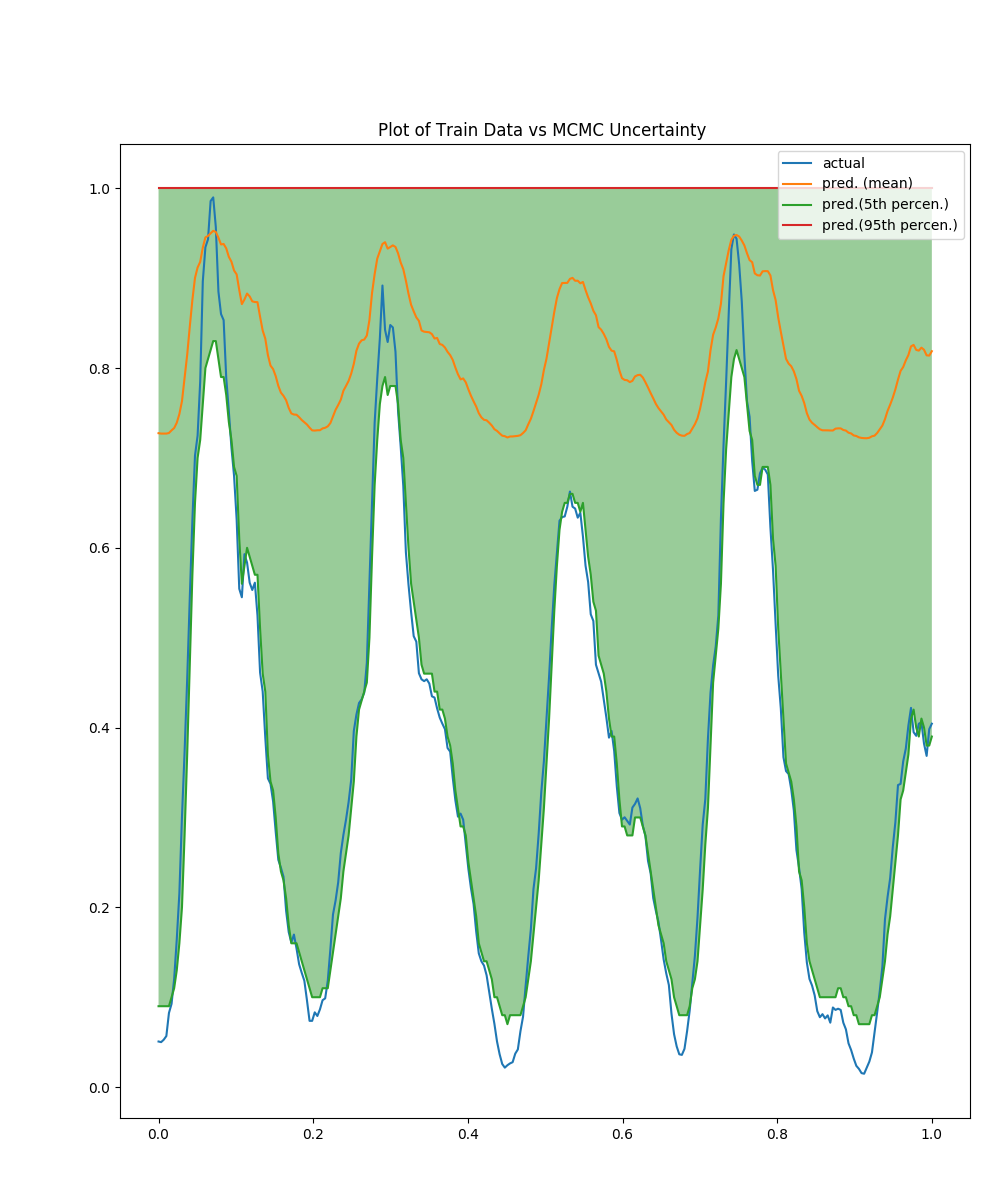 Plot of Train Data vs MCMC Uncertainty
actual
pred. (mean)
pred.(5th percen.)
pred.(95th percen.)
1.0
0.8
0.6
0.4
0.2
0.0
0.0 0.2 0.4 0.6 0.8 1.0